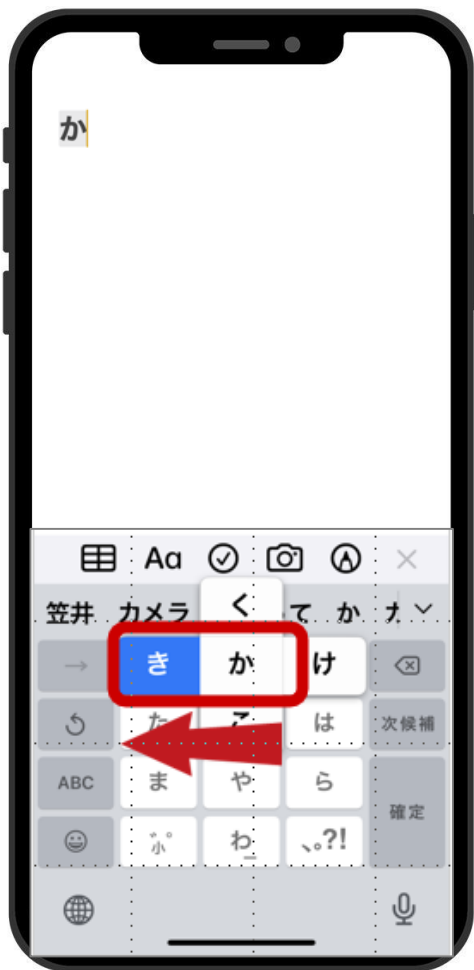 か
Aa
笠井 カメラ て か
く
→ き か け
た こ は 次候補
ABC ま や ら
小 わ_ 、。?! 確定